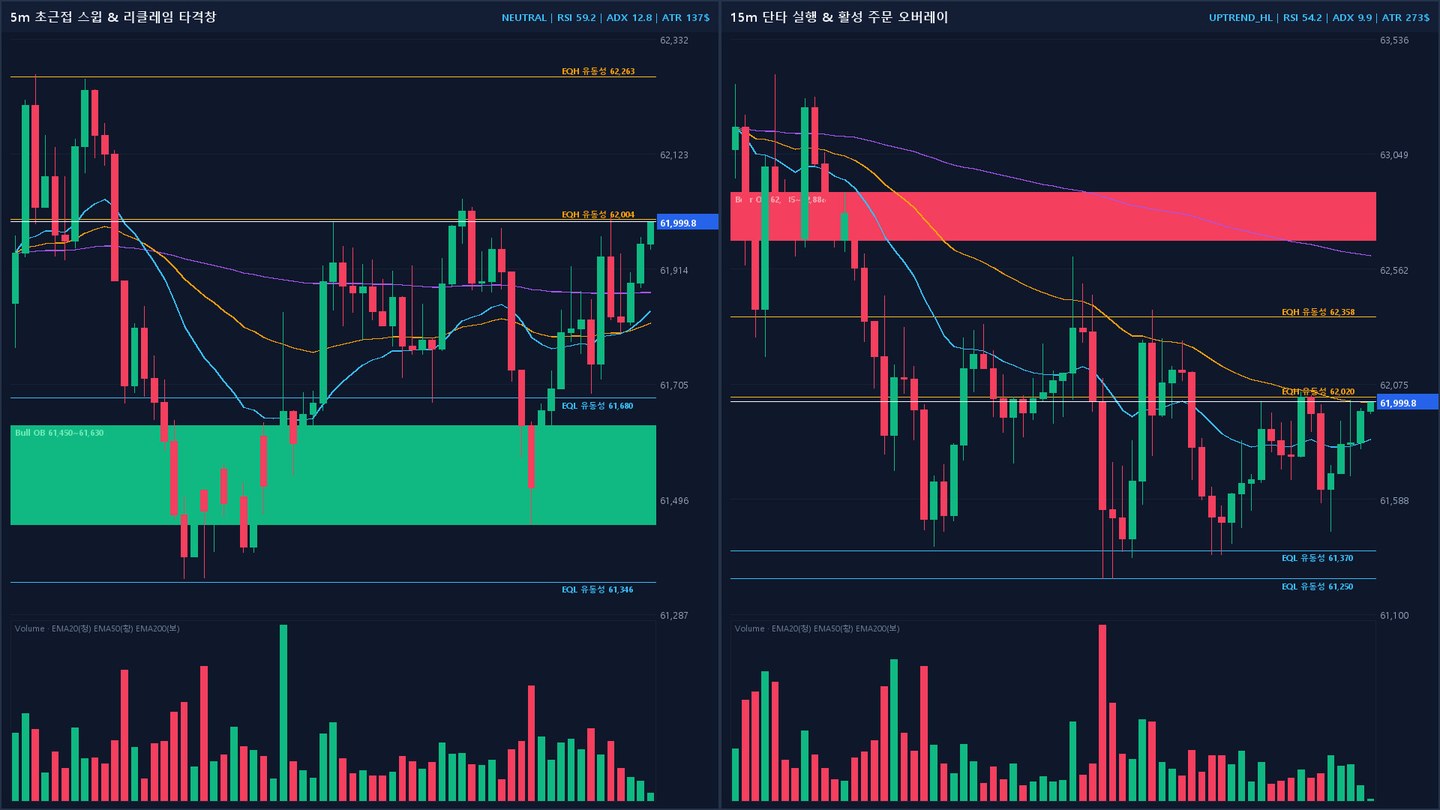 5m 초근접 스윕 & 리클레임 타격창
NEUTRAL | RSI 59.2 | ADX 12.8 | ATR 137$
62,332
EQH 유동성 62,263
62,123
EQH 유동성 62,004
61,999.8
61,914
61,705
EQL 유동성 61,680
Bull OB 61,450~61,630
61,496
EQL 유동성 61,346
61,287
Volume · EMA20(청) EMA50(황) EMA200(보)
15m 단타 실행 & 활성 주문 오버레이
UPTREND_HL | RSI 54.2 | ADX 9.9 | ATR 273$
63,536
63,049
62,562
EQH 유동성 62,358
62,075
EQH 유동성 62,020
61,999.8
61,588
EQL 유동성 61,370
EQL 유동성 61,250
61,100
Volume · EMA20(청) EMA50(황) EMA200(보)